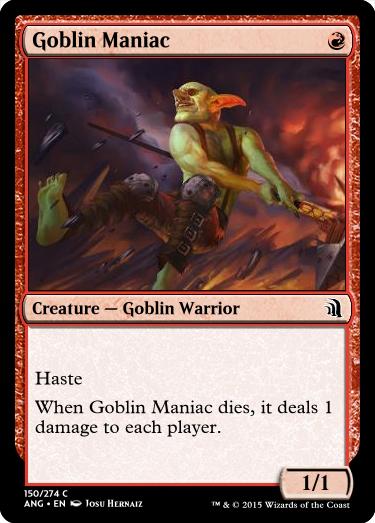 Goblin Maniac
Creature — Goblin Warrior
Haste
When Goblin Maniac dies, it deals 1
damage to each player.
1/1
150/274 C
ANG • EN Josu Hernaiz
™ & © 2015 Wizards of the Coast